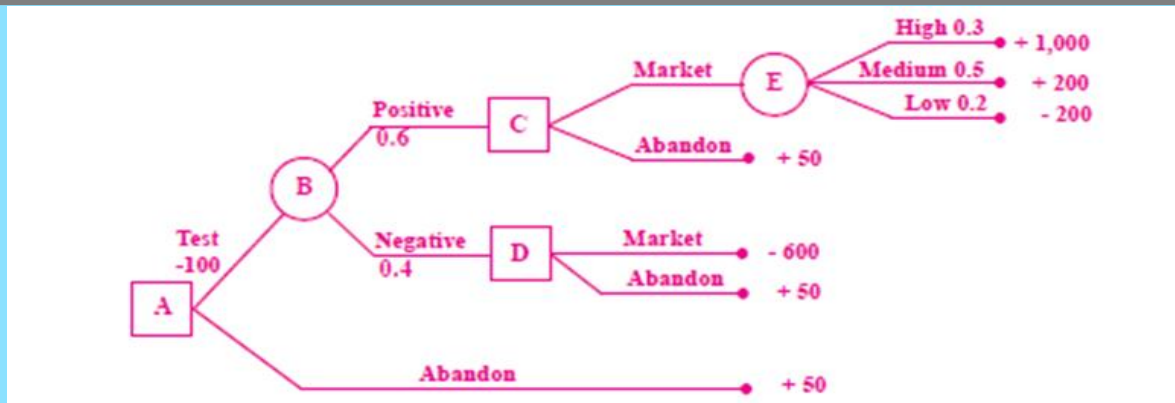 High 0.3
+ 1,000
Market
E
Medium 0.5
+ 200
Low 0.2
- 200
Positive
0.6
C
Abandon
+ 50
B
Test
-100
Negative
0.4
D
Market
- 600
Abandon
+ 50
A
Abandon
+ 50